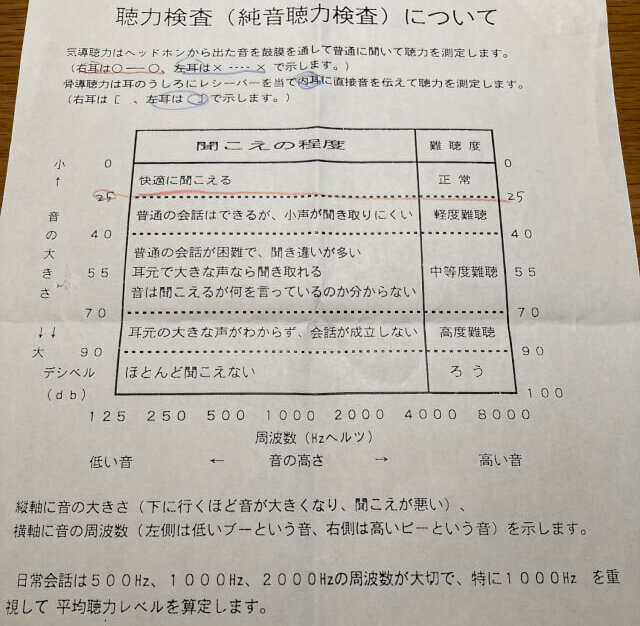 聴力検査（純音聴力検査）について
気導聴力はヘッドホンから出た音を鼓膜を通して普通に聞いて聴力を測定します。
（右耳は○——○、左耳は×----×で示します。）
骨導聴力は耳のうしろにレシーバーを当て内耳に直接音を伝えて聴力を測定します。
（右耳は［　、左耳は　］で示します。）
聞こえの程度　難聴度
小　0　0
↑　快適に聞こえる　正常
25　25
音の大きさ　普通の会話はできるが、小声が聞き取りにくい　軽度難聴
40　40
普通の会話が困難で、聞き違いが多い
55　耳元で大きな声なら聞き取れる　中等度難聴　55
音は聞こえるが何を言っているのか分からない
70　70
↓↓　耳元の大きな声がわからず、会話が成立しない　高度難聴
大　90　90
デシベル　ほとんど聞こえない　ろう
（ｄｂ）　100
125　250　500　1000　2000　4000　8000
周波数（Hzヘルツ）
低い音　←　音の高さ　→　高い音
縦軸に音の大きさ（下に行くほど音が大きくなり、聞こえが悪い）、
横軸に音の周波数（左側は低いブーという音、右側は高いピーという音）を示します。
日常会話は５００Hz、１０００Hz、２０００Hzの周波数が大切で、特に１０００Hz　を重
視して 平均聴力レベルを算定します。